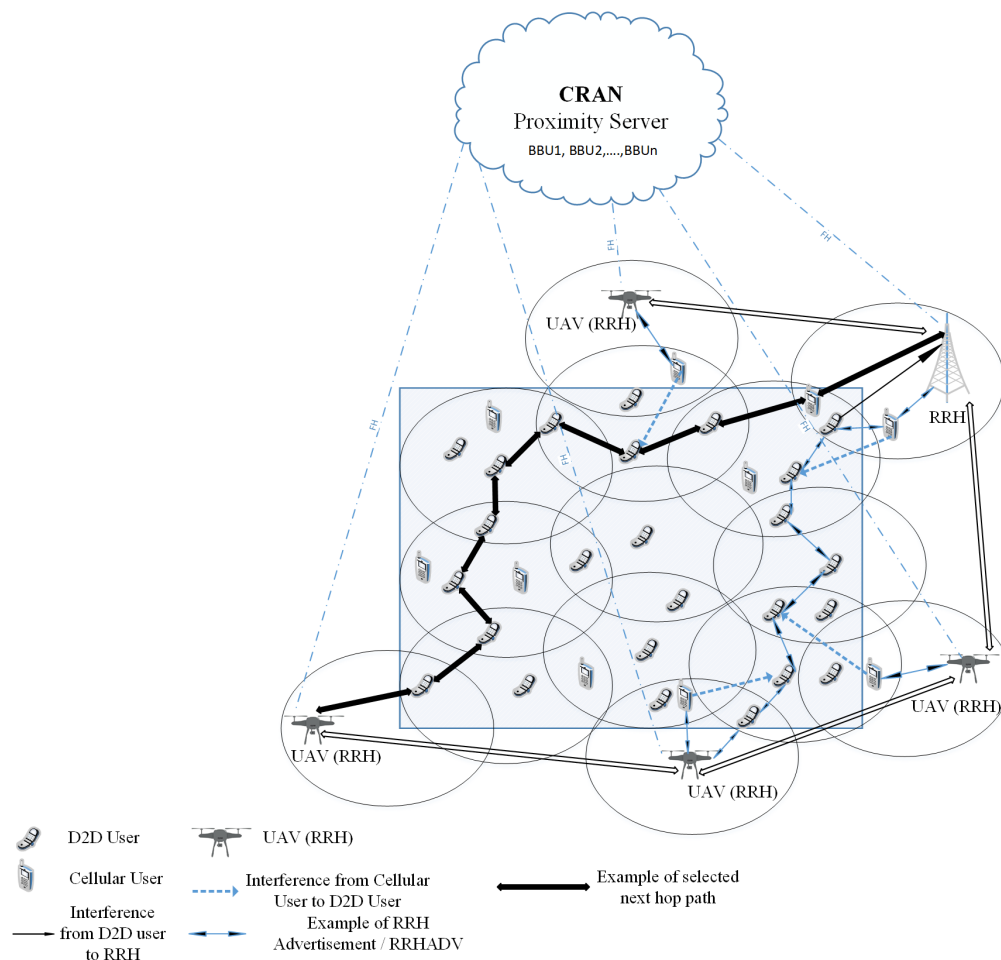 CRAN
Proximity Server
BBU1, BBU2,....,BBUn
FH
FH
FH
FH
FH
UAV (RRH)
RRH
UAV (RRH)
UAV (RRH)
UAV (RRH)
D2D User
UAV (RRH)
Cellular User
Interference from Cellular
User to D2D User
Example of selected
next hop path
Interference
from D2D user
to RRH
Example of RRH
Advertisement / RRHADV